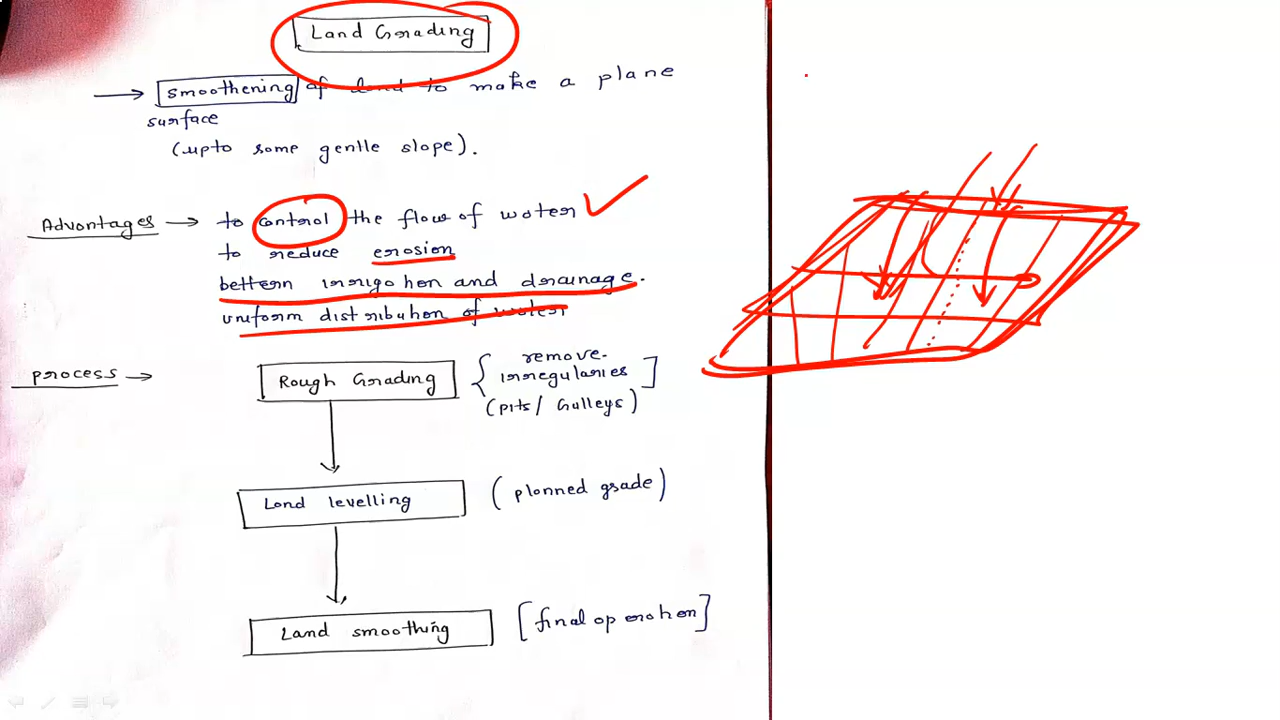 Land Grading
→ smoothening of land to make a plane
surface
(upto some gentle slope).
Advantages → to control the flow of water
to reduce erosion
better irrigation and drainage.
uniform distribution of water
process → Rough Grading { remove
irregularies ]
(pits/Gulleys)
Land levelling (planned grade)
Land smoothing [final operation]